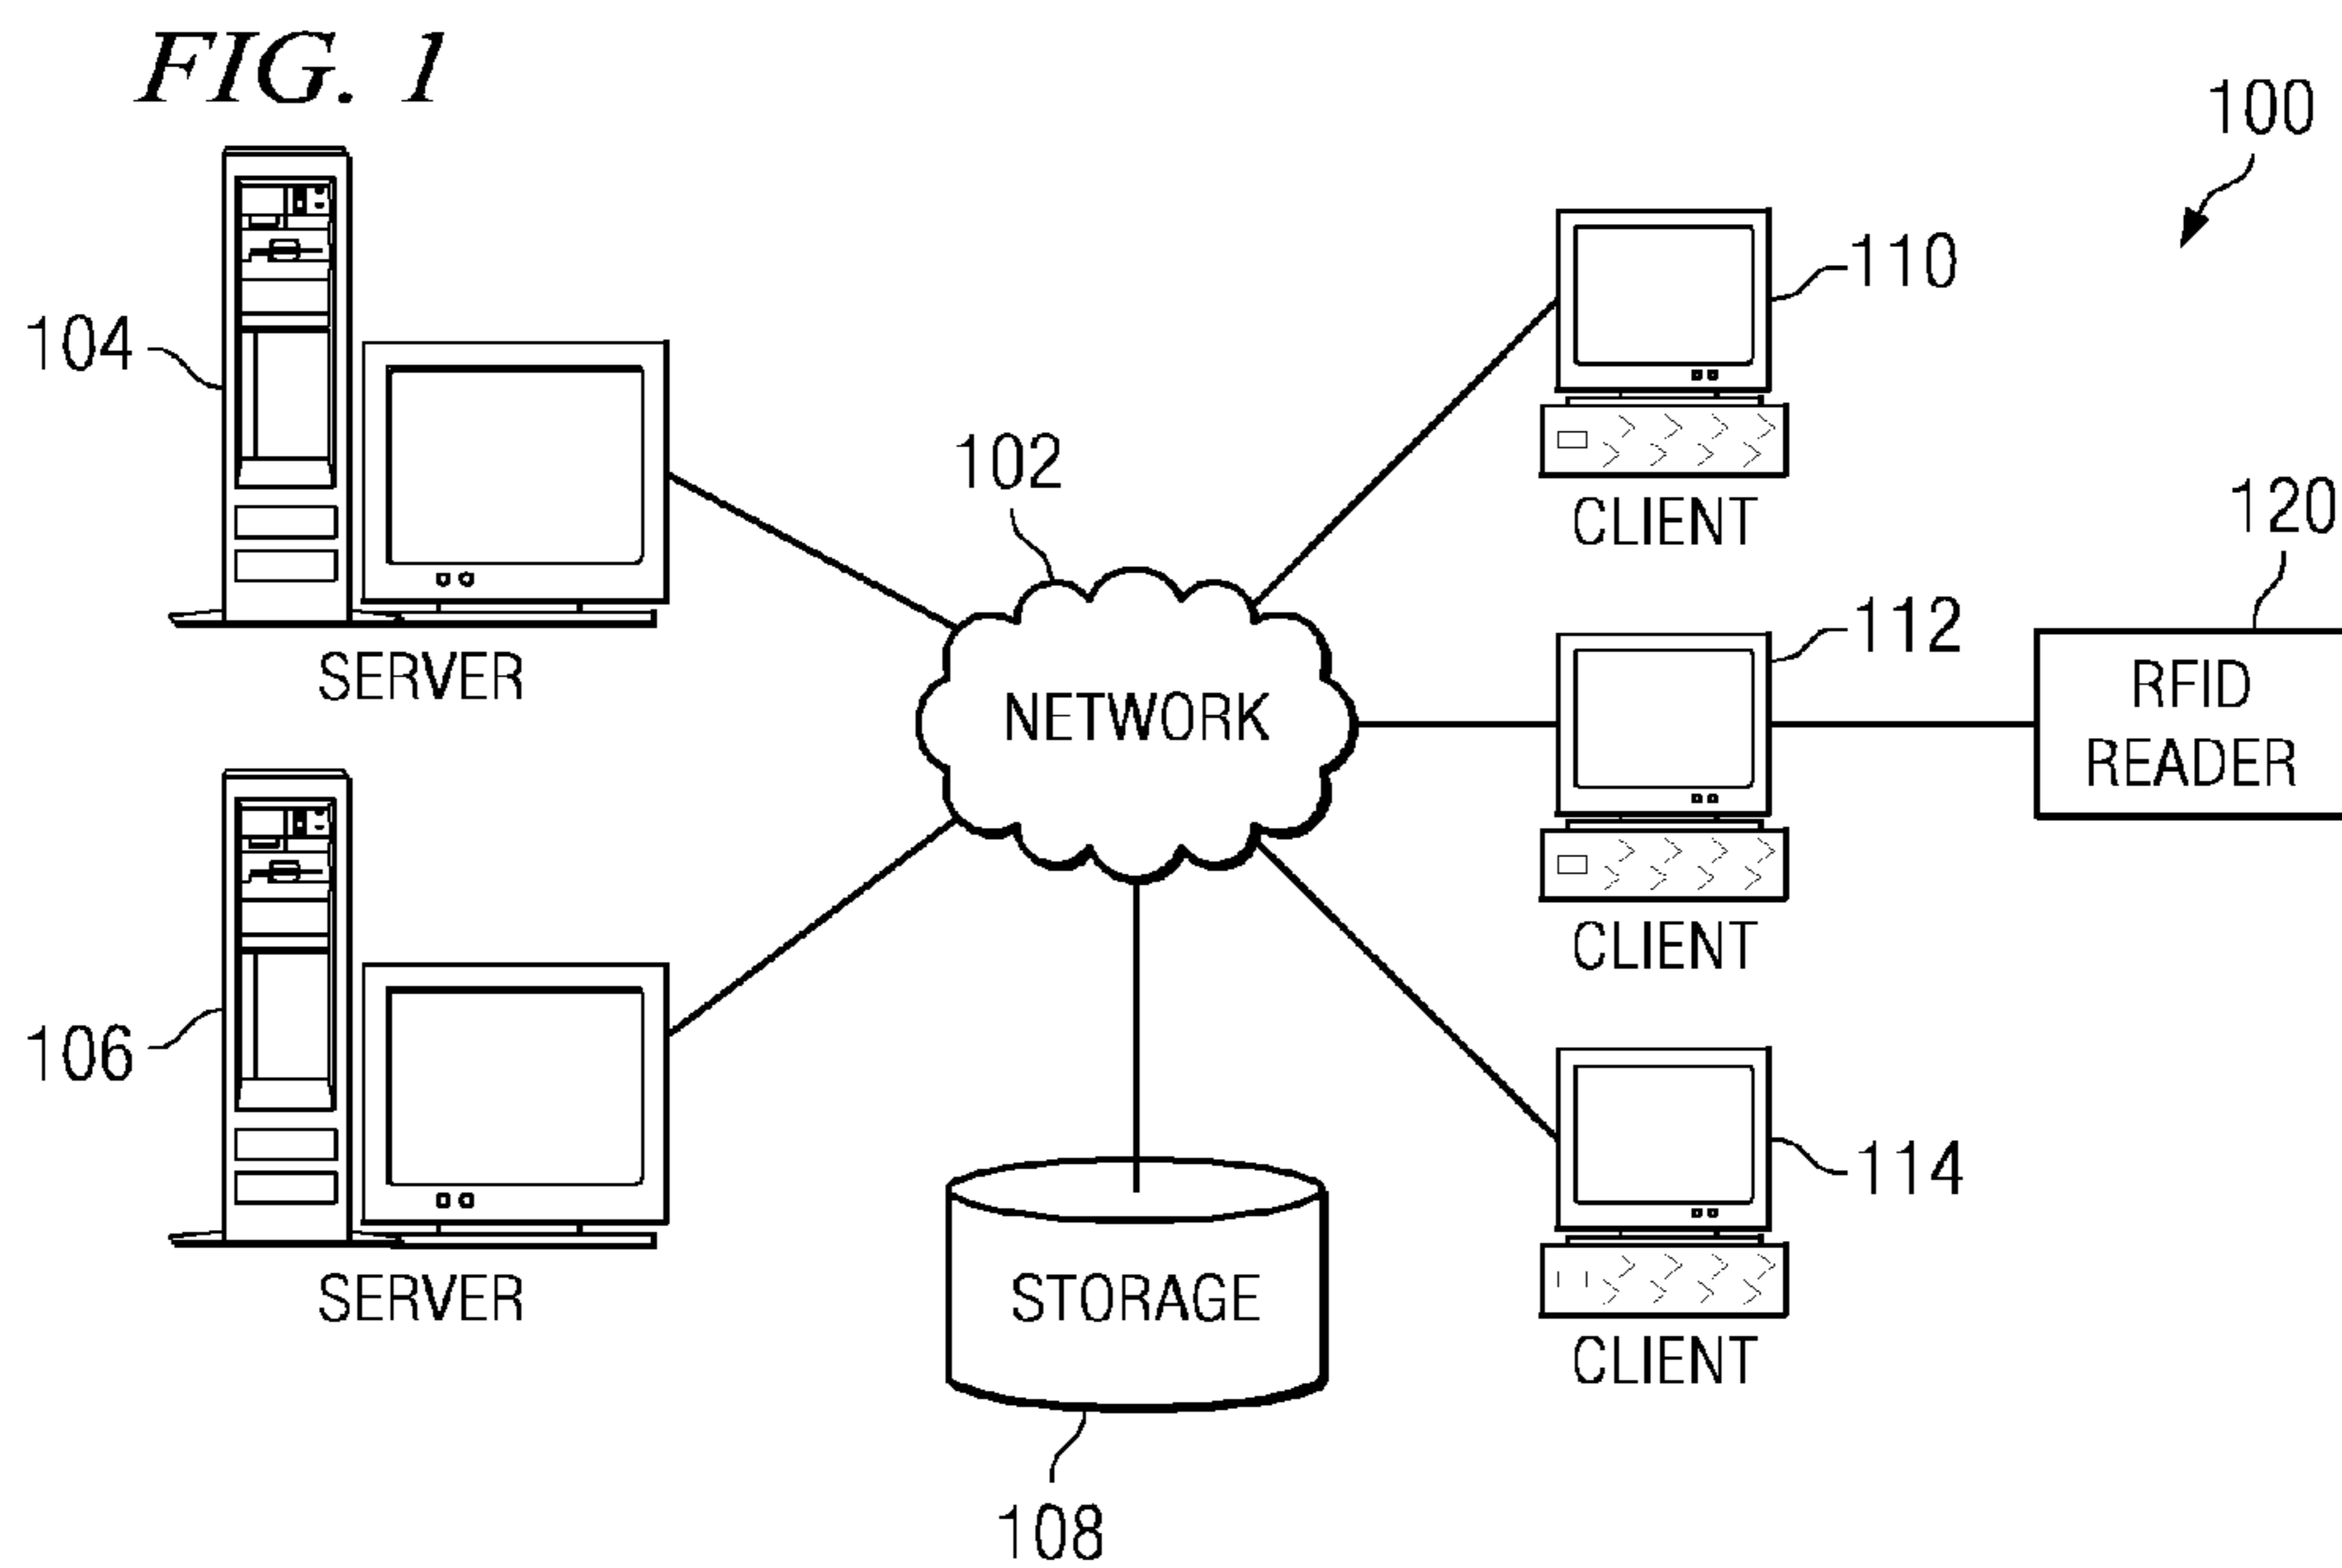 FIG. 1
100
104
110
CLIENT
102
120
SERVER
112
NETWORK
RFID
READER
CLIENT
106
114
SERVER
STORAGE
CLIENT
108